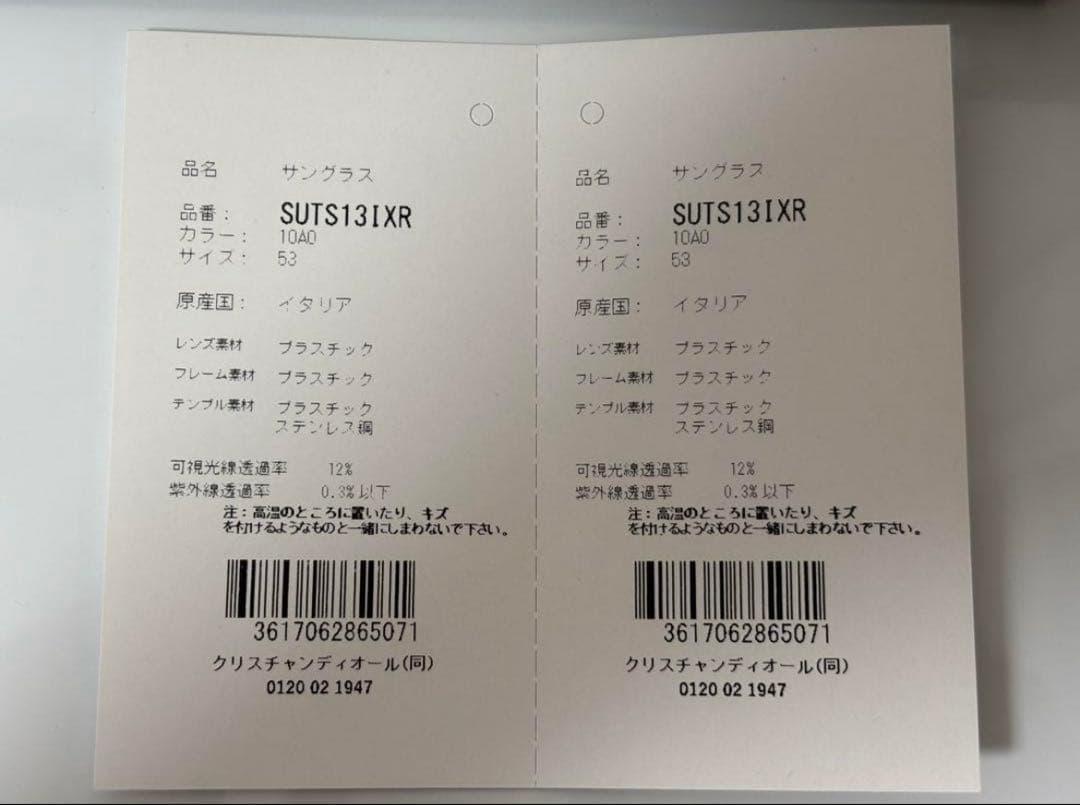 品名 サングラス
品番： SUTS13IXR
カラー： 10A0
サイズ： 53
原産国： イタリア
レンズ素材 プラスチック
フレーム素材 プラスチック
テンプル素材 プラスチック
ステンレス鋼
可視光線透過率 12%
紫外線透過率 0.3%以下
注：高温のところに置いたり、キズ
を付けるようなものと一緒にしまわないで下さい。
3617062865071
クリスチャンディオール(同)
0120 02 1947
品名 サングラス
品番： SUTS13IXR
カラー： 10A0
サイズ： 53
原産国： イタリア
レンズ素材 プラスチック
フレーム素材 プラスチック
テンプル素材 プラスチック
ステンレス鋼
可視光線透過率 12%
紫外線透過率 0.3%以下
注：高温のところに置いたり、キズ
を付けるようなものと一緒にしまわないで下さい。
3617062865071
クリスチャンディオール(同)
0120 02 1947